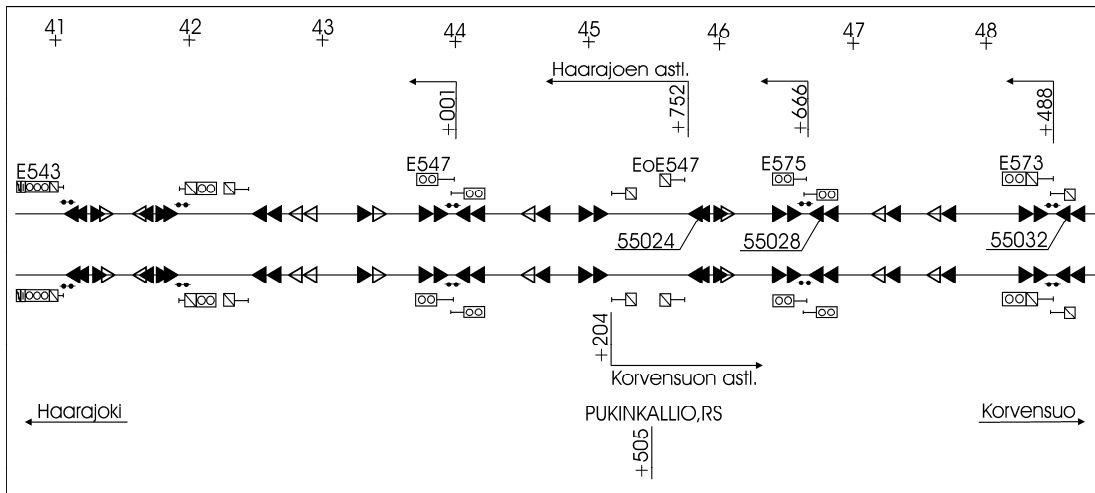 41 42 43 44 45 46 47 48
Haarajoen astl.
+001 +752 +666 +488
E543 E547 EoE547 E575 E573
55024 55028 55032
+204
Korvensuon astl.
Haarajoki PUKINKALLIO,RS Korvensuo
+505